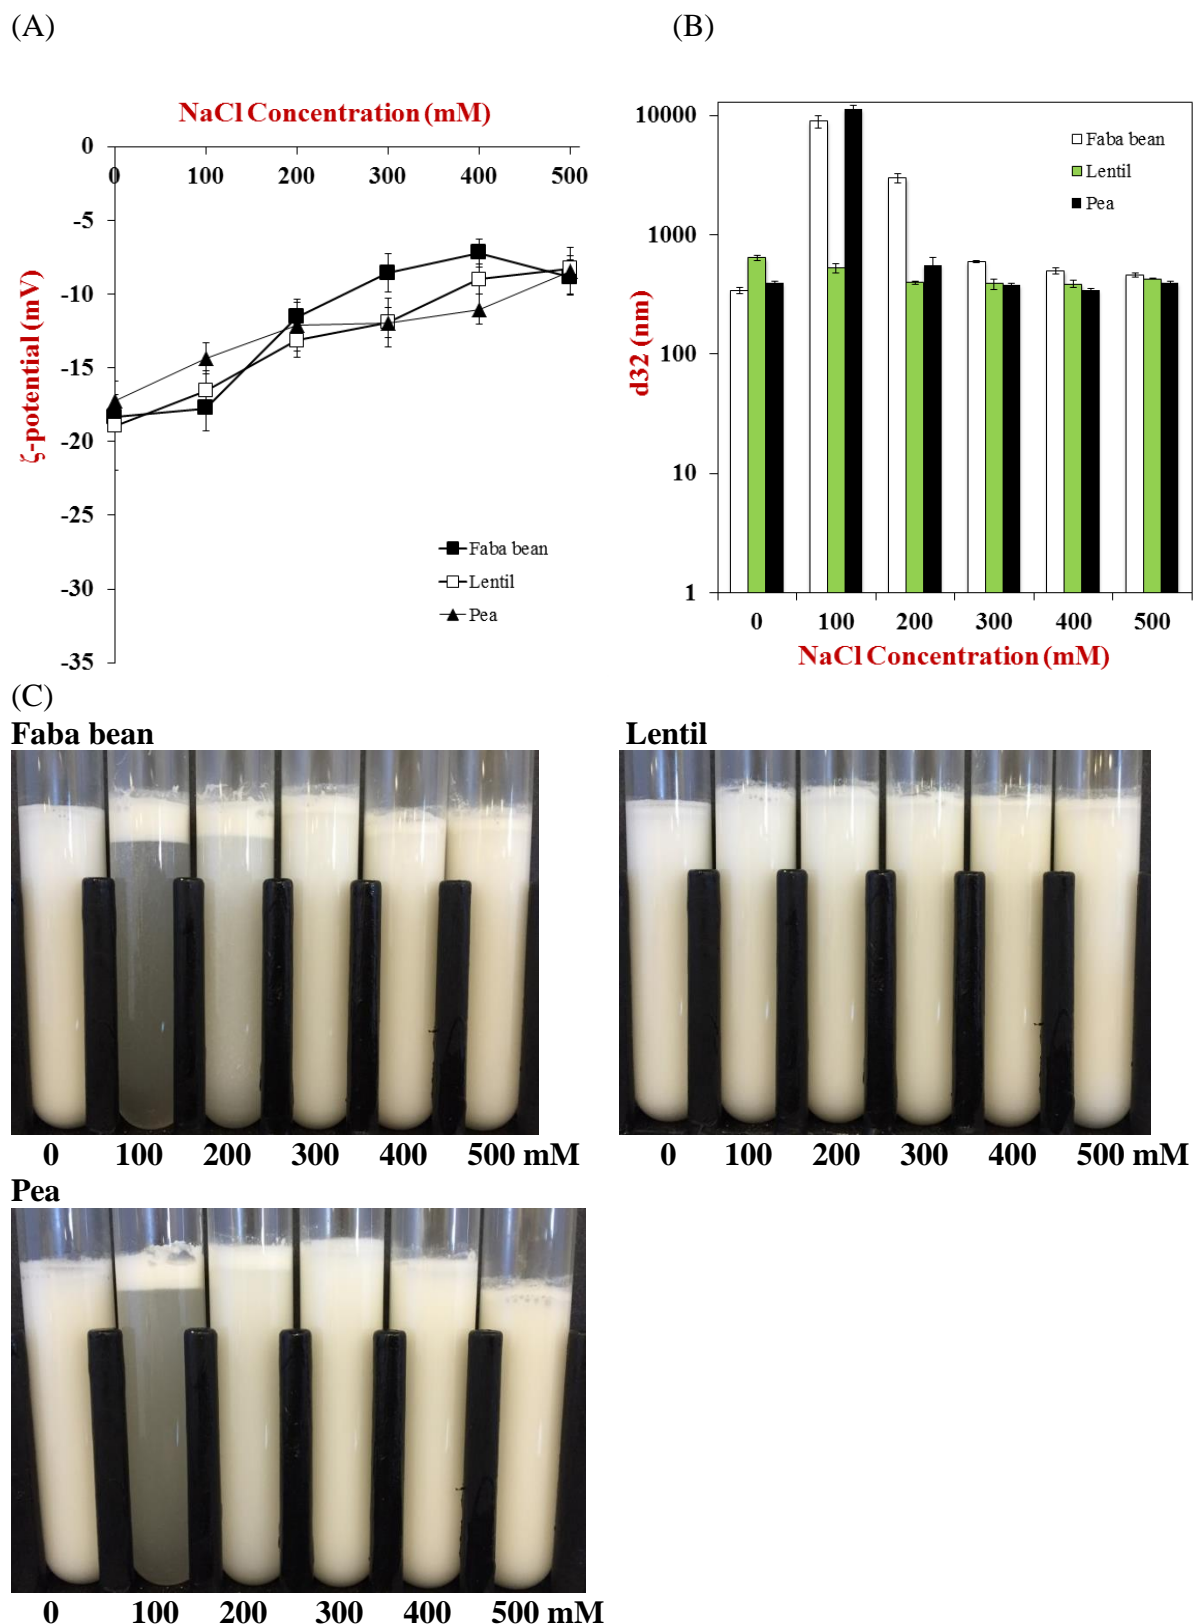 (A)
NaCl Concentration (mM)
0
0 100 200 300 400 500
-5
-10
-15
-20
-25
-30
-35
ζ-potential (mV)
Faba bean
Lentil
Pea
(B)
10000
1000
100
10
1
d32 (nm)
Faba bean
Lentil
Pea
0 100 200 300 400 500
NaCl Concentration (mM)
(C)
Faba bean
0 100 200 300 400 500 mM
Lentil
0 100 200 300 400 500 mM
Pea
0 100 200 300 400 500 mM